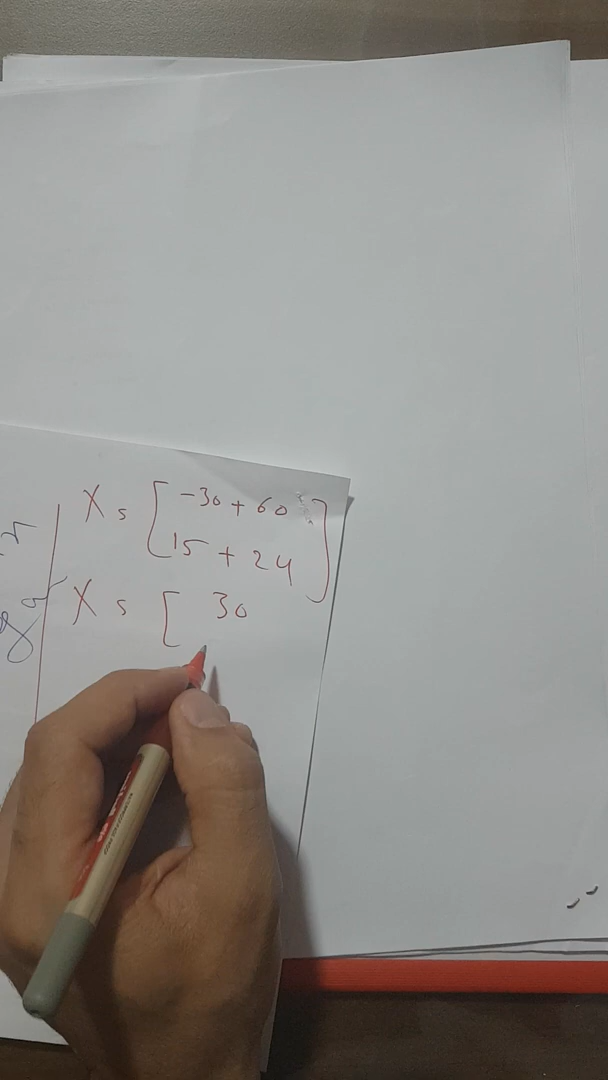 X = [ -30 + 60
15 + 24 ]
X = [ 30